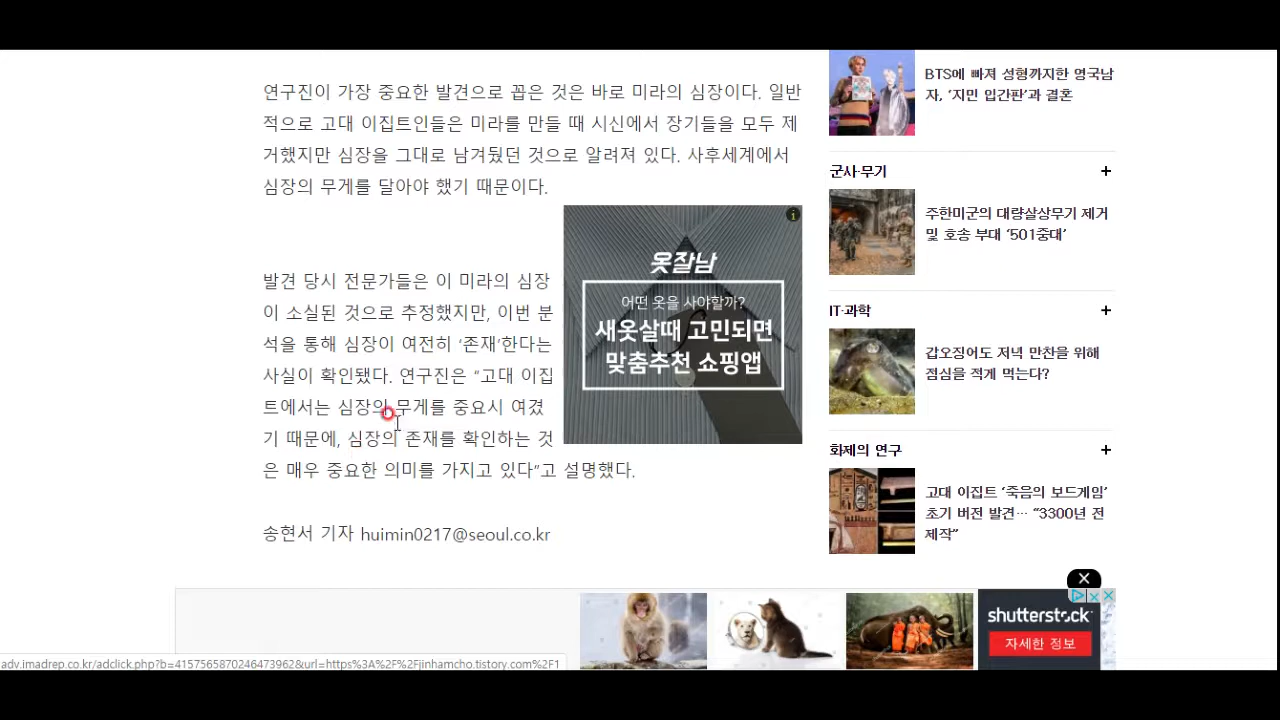 연구진이 가장 중요한 발견으로 꼽은 것은 바로 미라의 심장이다. 일반
적으로 고대 이집트인들은 미라를 만들 때 시신에서 장기들을 모두 제
거했지만 심장을 그대로 남겨뒀던 것으로 알려져 있다. 사후세계에서
심장의 무게를 달아야 했기 때문이다.
발견 당시 전문가들은 이 미라의 심장
이 소실된 것으로 추정했지만, 이번 분
석을 통해 심장이 여전히 ‘존재’한다는
사실이 확인됐다. 연구진은 “고대 이집
트에서는 심장의 무게를 중요시 여겼
기 때문에, 심장의 존재를 확인하는 것
은 매우 중요한 의미를 가지고 있다”고 설명했다.
송현서 기자 huimin0217@seoul.co.kr
옷잘남
어떤 옷을 사야할까?
새옷살때 고민되면
맞춤추천 쇼핑앱
BTS에 빠져 성형까지한 영국남
자, ‘지민 입간판’과 결혼
군사·무기 +
주한미군의 대량살상무기 제거
및 호송 부대 ‘501중대’
IT·과학 +
갑오징어도 저녁 만찬을 위해
점심을 적게 먹는다?
화제의 연구 +
고대 이집트 ‘죽음의 보드게임’
초기 버전 발견… “3300년 전
제작”
shutterstock
자세한 정보
adv.imadrep.co.kr/adclick.php?b=4157565870246473962&url=https%3A%2F%2Fjinhamcho.tistory.com%2F1